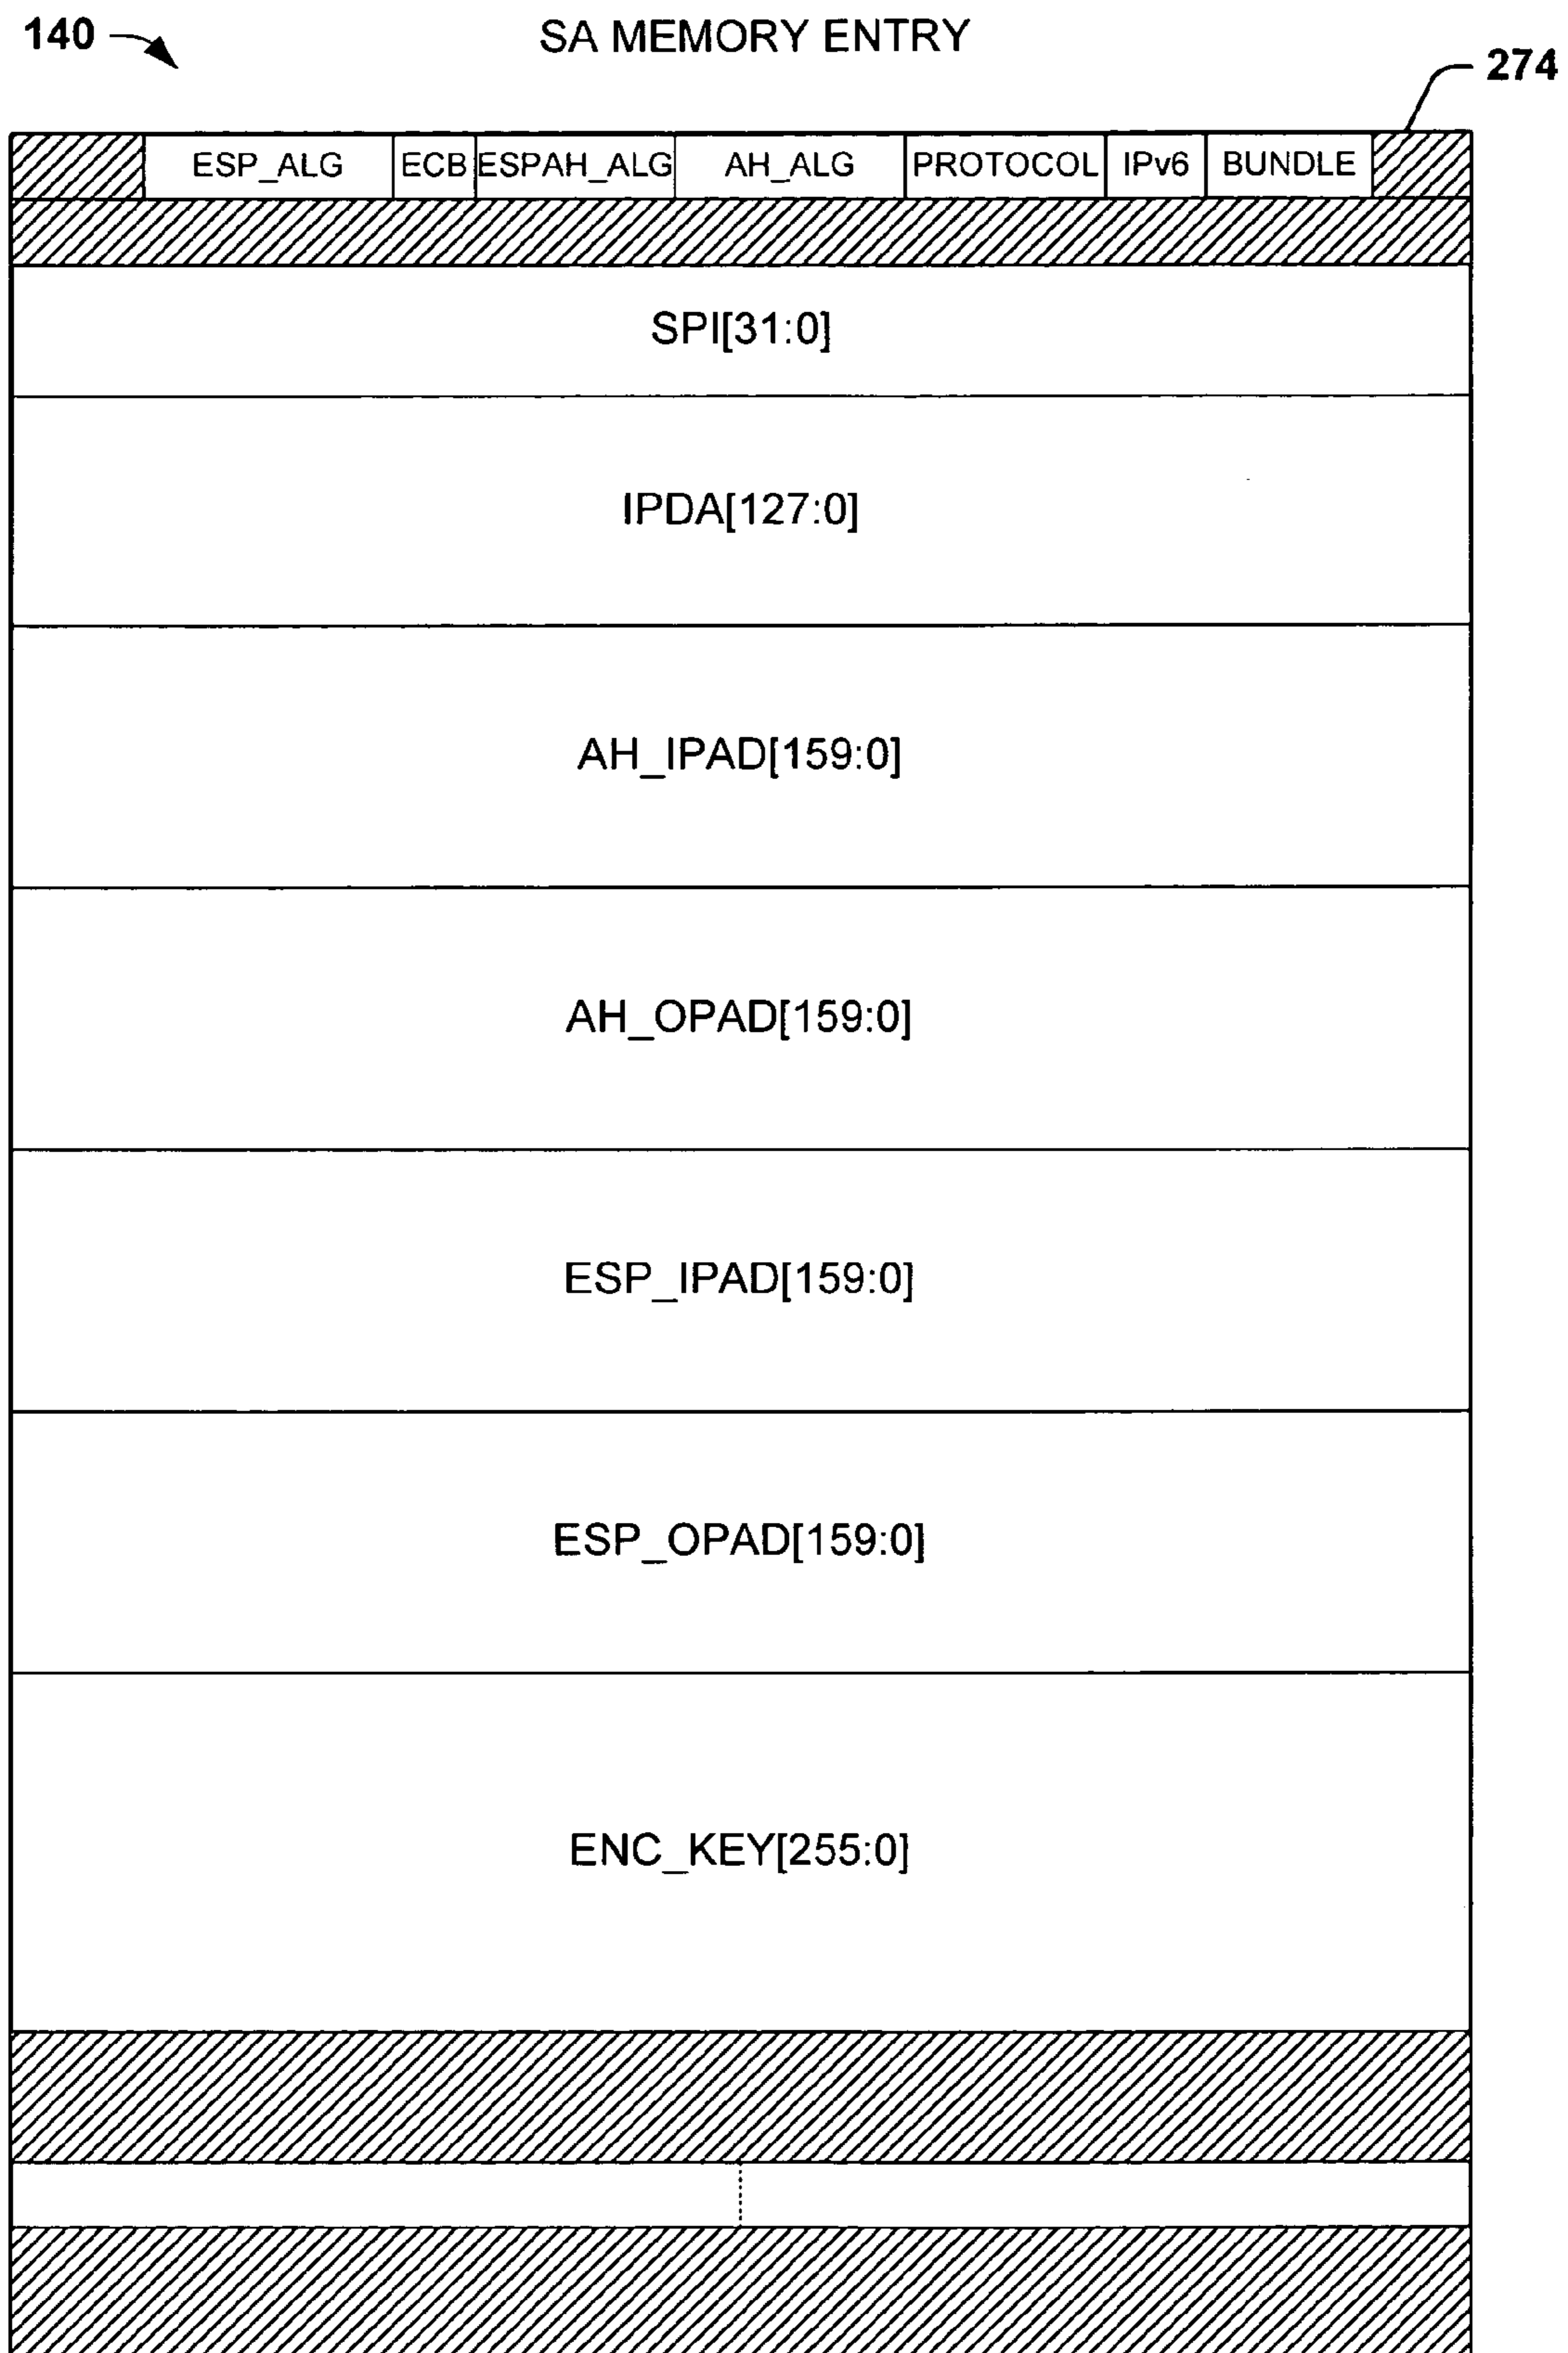 140 SA MEMORY ENTRY
274
ESP_ALG ECB ESPAH_ALG AH_ALG PROTOCOL IPv6 BUNDLE
SPI[31:0]
IPDA[127:0]
AH_IPAD[159:0]
AH_OPAD[159:0]
ESP_IPAD[159:0]
ESP_OPAD[159:0]
ENC_KEY[255:0]